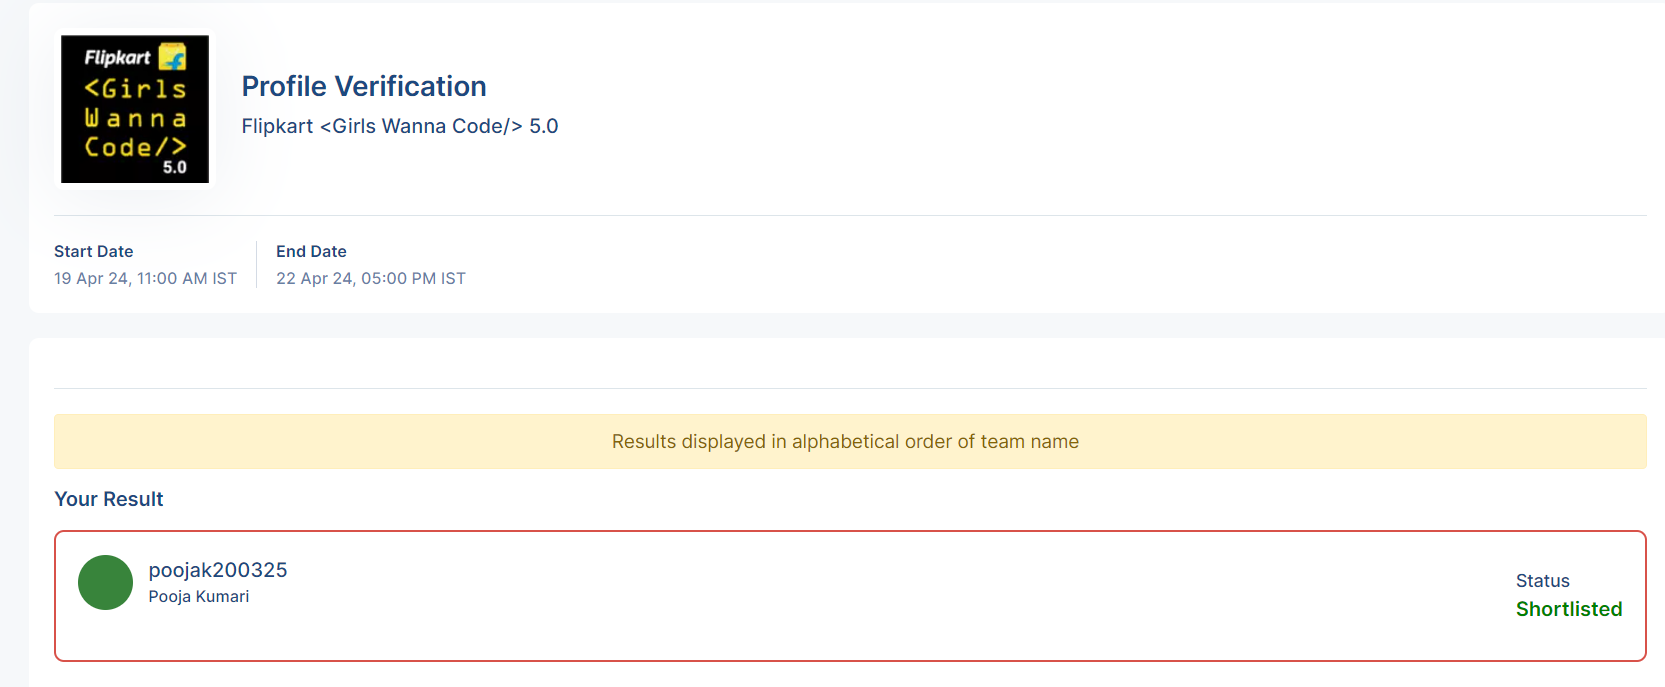 Flipkart
<Girls
Wanna
Code/>
5.0
Profile Verification
Flipkart <Girls Wanna Code/> 5.0
Start Date
19 Apr 24, 11:00 AM IST
End Date
22 Apr 24, 05:00 PM IST
Results displayed in alphabetical order of team name
Your Result
poojak200325
Pooja Kumari
Status
Shortlisted